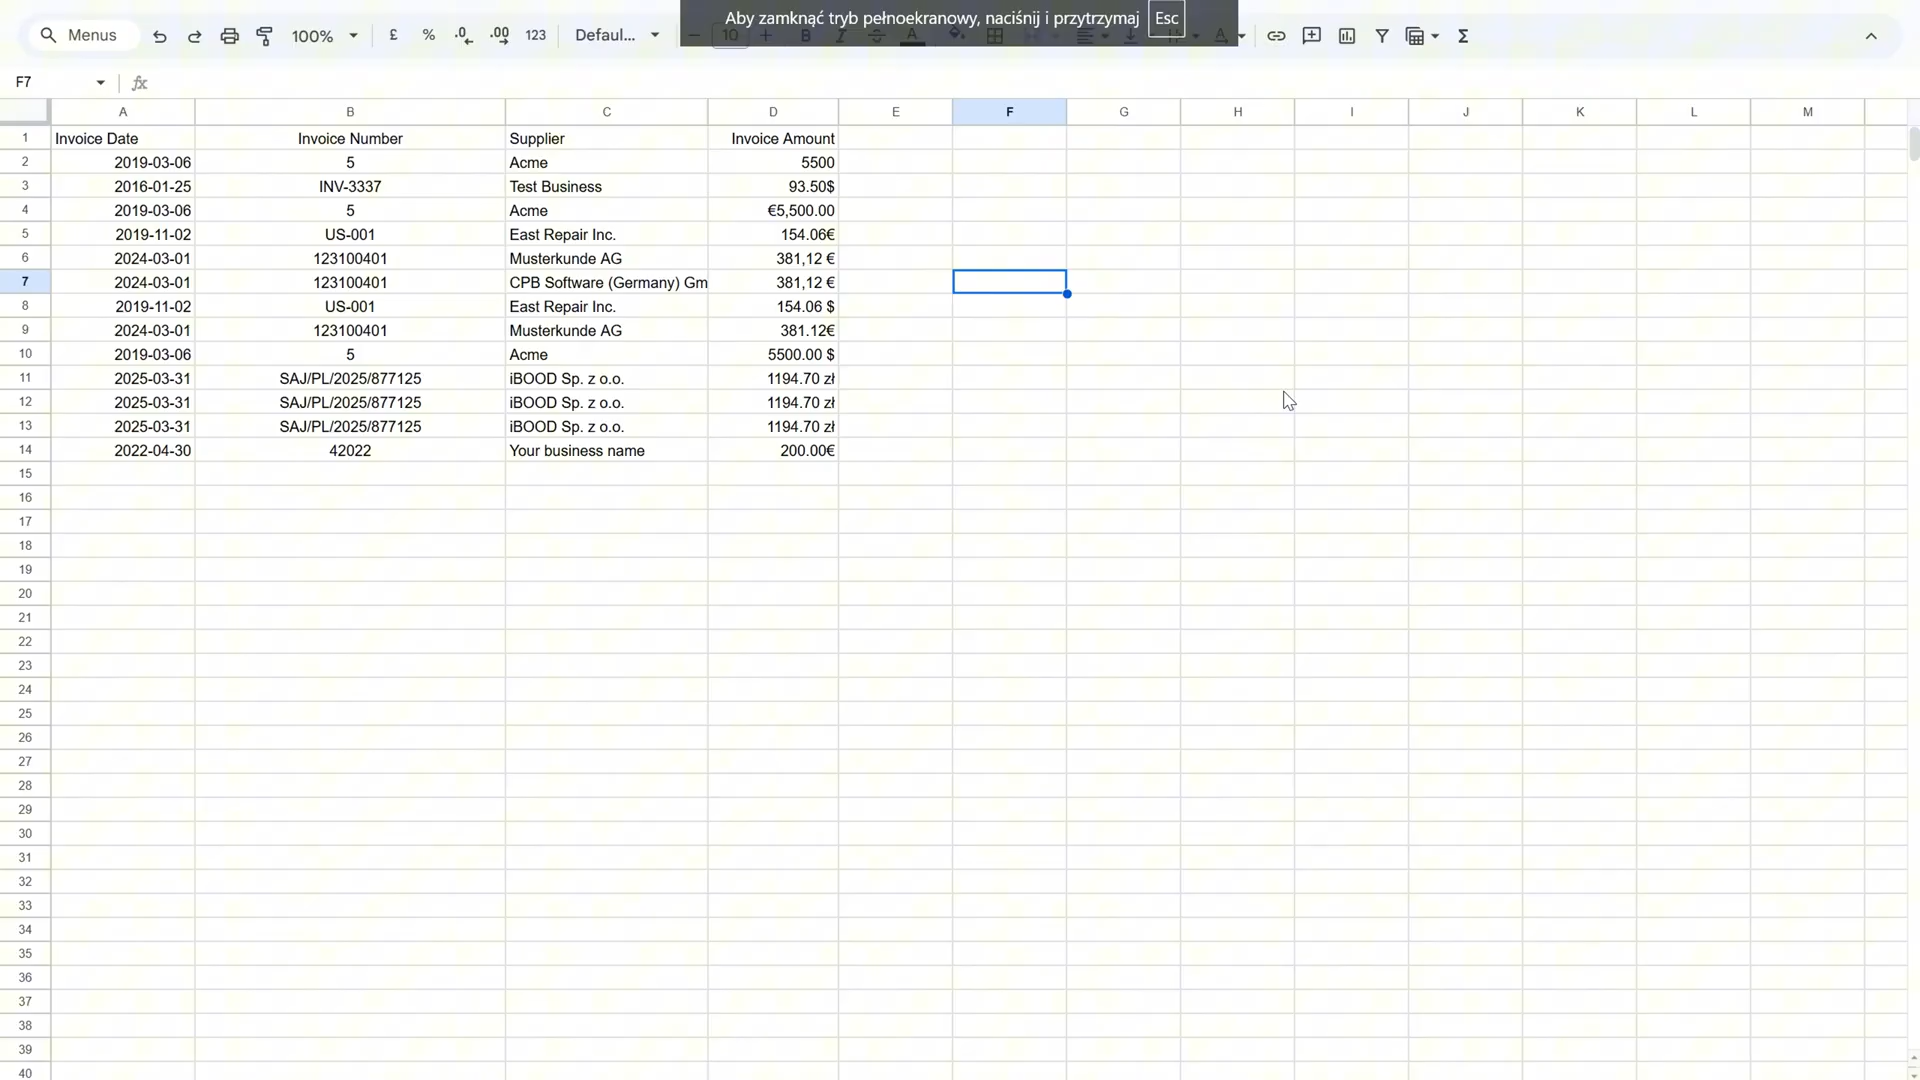 Aby zamknąć tryb pełnoekranowy, naciśnij i przytrzymaj Esc
Menus 100% £ % .0 .00 123 Defaul... 10 B I A Σ
F7 fx
A B C D E F G H I J K L M
1 Invoice Date Invoice Number Supplier Invoice Amount
2 2019-03-06 5 Acme 5500
3 2016-01-25 INV-3337 Test Business 93.50$
4 2019-03-06 5 Acme €5,500.00
5 2019-11-02 US-001 East Repair Inc. 154.06€
6 2024-03-01 123100401 Musterkunde AG 381,12 €
7 2024-03-01 123100401 CPB Software (Germany) Gm 381,12 €
8 2019-11-02 US-001 East Repair Inc. 154.06 $
9 2024-03-01 123100401 Musterkunde AG 381.12€
10 2019-03-06 5 Acme 5500.00 $
11 2025-03-31 SAJ/PL/2025/877125 iBOOD Sp. z o.o. 1194.70 zł
12 2025-03-31 SAJ/PL/2025/877125 iBOOD Sp. z o.o. 1194.70 zł
13 2025-03-31 SAJ/PL/2025/877125 iBOOD Sp. z o.o. 1194.70 zł
14 2022-04-30 42022 Your business name 200.00€
15
16
17
18
19
20
21
22
23
24
25
26
27
28
29
30
31
32
33
34
35
36
37
38
39
40